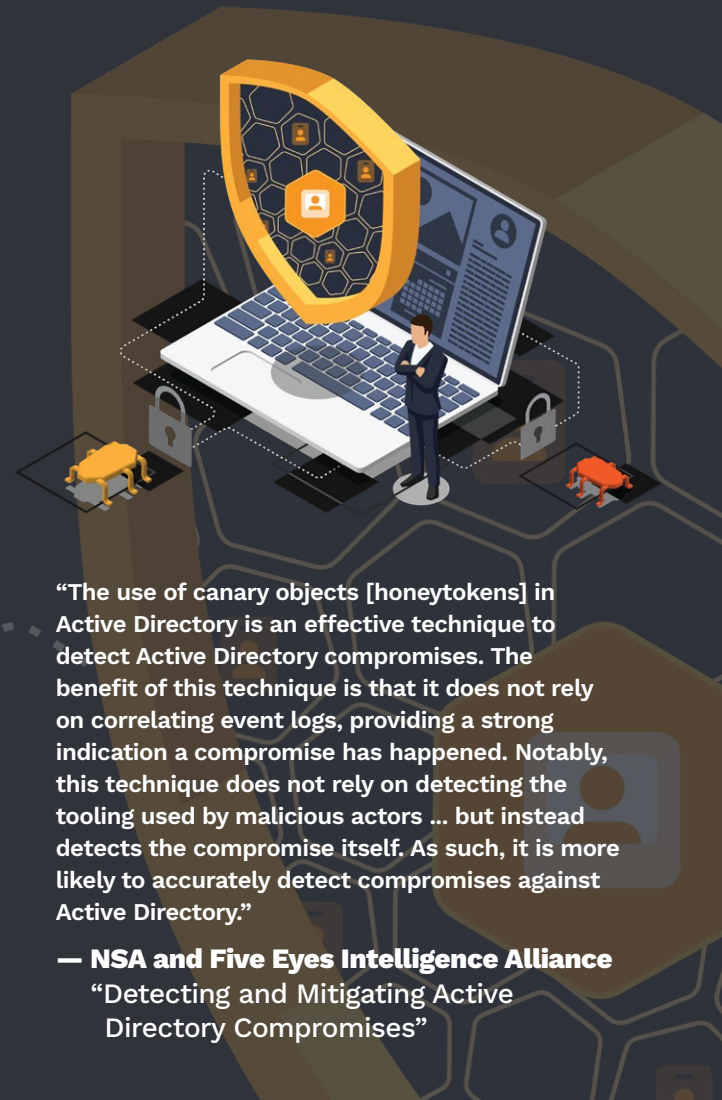 “The use of canary objects [honeytokens] in
Active Directory is an effective technique to
detect Active Directory compromises. The
benefit of this technique is that it does not rely
on correlating event logs, providing a strong
indication a compromise has happened. Notably,
this technique does not rely on detecting the
tooling used by malicious actors ... but instead
detects the compromise itself. As such, it is more
likely to accurately detect compromises against
Active Directory.”
— NSA and Five Eyes Intelligence Alliance
“Detecting and Mitigating Active
Directory Compromises”